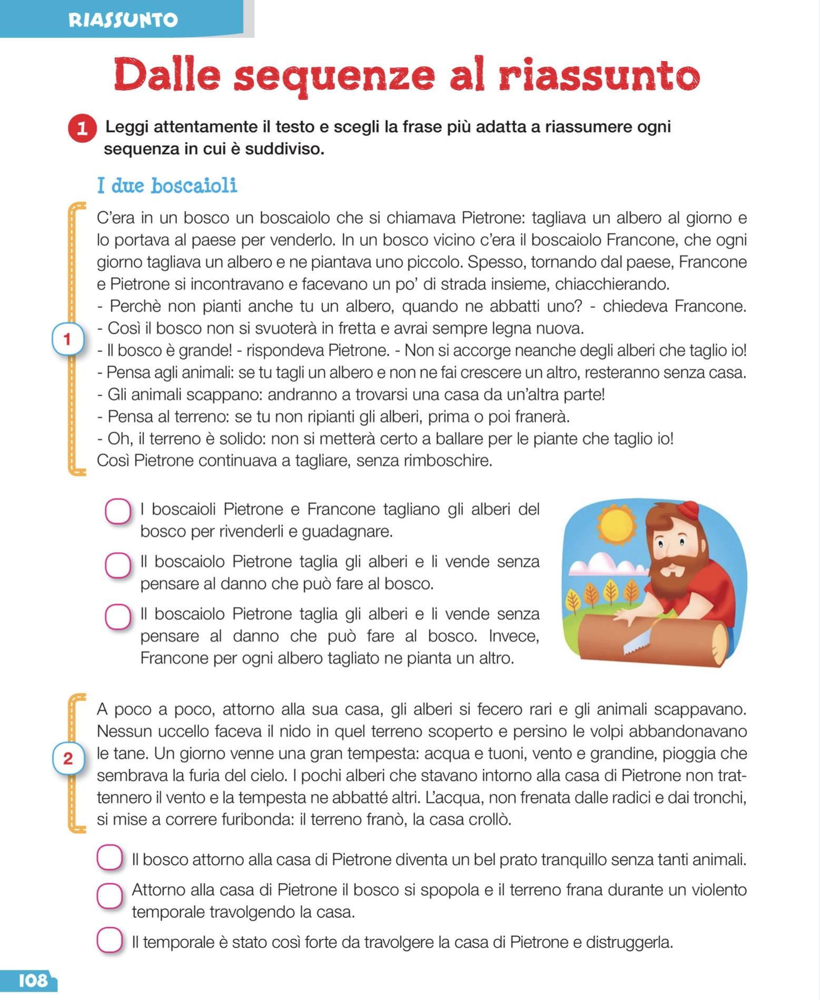 RIASSUNTO
Dalle sequenze al riassunto
1 Leggi attentamente il testo e scegli la frase più adatta a riassumere ogni
sequenza in cui è suddiviso.
I due boscaioli
C'era in un bosco un boscaiolo che si chiamava Pietrone: tagliava un albero al giorno e
lo portava al paese per venderlo. In un bosco vicino c'era il boscaiolo Francone, che ogni
giorno tagliava un albero e ne piantava uno piccolo. Spesso, tornando dal paese, Francone
e Pietrone si incontravano e facevano un po' di strada insieme, chiacchierando.
- Perchè non pianti anche tu un albero, quando ne abbatti uno? - chiedeva Francone.
- Così il bosco non si svuoterà in fretta e avrai sempre legna nuova.
1
- Il bosco è grande! - rispondeva Pietrone. - Non si accorge neanche degli alberi che taglio io!
- Pensa agli animali: se tu tagli un albero e non ne fai crescere un altro, resteranno senza casa.
- Gli animali scappano: andranno a trovarsi una casa da un'altra parte!
- Pensa al terreno: se tu non ripianti gli alberi, prima o poi franerà.
- Oh, il terreno è solido: non si metterà certo a ballare per le piante che taglio io!
Così Pietrone continuava a tagliare, senza rimboschire.
I boscaioli Pietrone e Francone tagliano gli alberi del
bosco per rivenderli e guadagnare.
Il boscaiolo Pietrone taglia gli alberi e li vende senza
pensare al danno che può fare al bosco.
Il boscaiolo Pietrone taglia gli alberi e li vende senza
pensare al danno che può fare al bosco. Invece,
Francone per ogni albero tagliato ne pianta un altro.
A poco a poco, attorno alla sua casa, gli alberi si fecero rari e gli animali scappavano.
Nessun uccello faceva il nido in quel terreno scoperto e persino le volpi abbandonavano
2 le tane. Un giorno venne una gran tempesta: acqua e tuoni, vento e grandine, pioggia che
sembrava la furia del cielo. I pochi alberi che stavano intorno alla casa di Pietrone non trat-
tennero il vento e la tempesta ne abbatté altri. L'acqua, non frenata dalle radici e dai tronchi,
si mise a correre furibonda: il terreno franò, la casa crollò.
Il bosco attorno alla casa di Pietrone diventa un bel prato tranquillo senza tanti animali.
Attorno alla casa di Pietrone il bosco si spopola e il terreno frana durante un violento
temporale travolgendo la casa.
Il temporale è stato così forte da travolgere la casa di Pietrone e distruggerla.
108